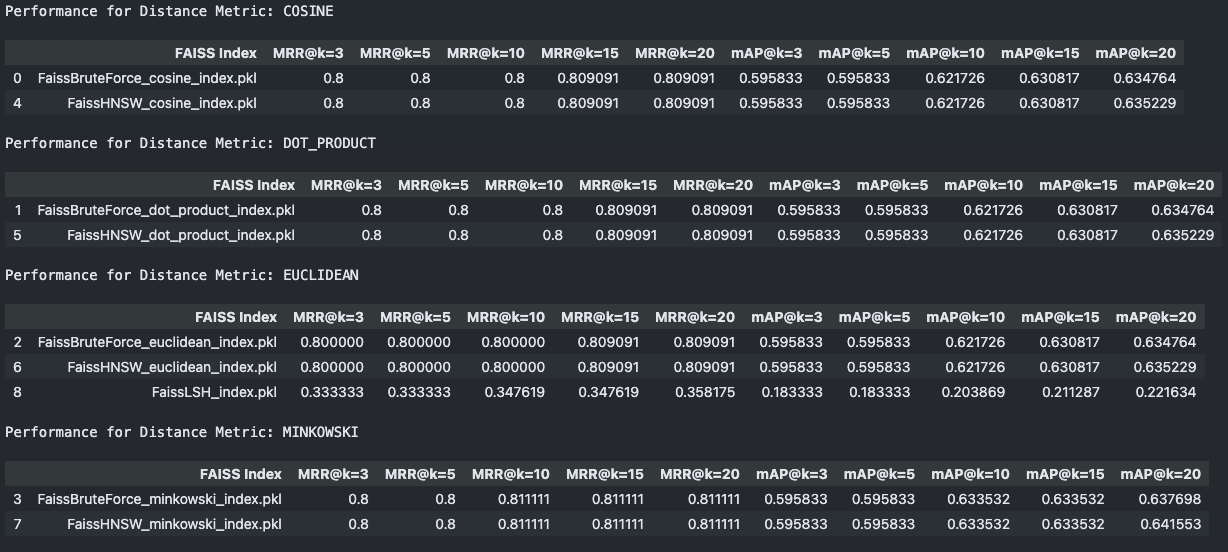 Performance for Distance Metric: COSINE
FAISS Index MRR@k=3 MRR@k=5 MRR@k=10 MRR@k=15 MRR@k=20 mAP@k=3 mAP@k=5 mAP@k=10 mAP@k=15 mAP@k=20
0 FaissBruteForce_cosine_index.pkl 0.8 0.8 0.8 0.809091 0.809091 0.595833 0.595833 0.621726 0.630817 0.634764
4 FaissHNSW_cosine_index.pkl 0.8 0.8 0.8 0.809091 0.809091 0.595833 0.595833 0.621726 0.630817 0.635229
Performance for Distance Metric: DOT_PRODUCT
FAISS Index MRR@k=3 MRR@k=5 MRR@k=10 MRR@k=15 MRR@k=20 mAP@k=3 mAP@k=5 mAP@k=10 mAP@k=15 mAP@k=20
1 FaissBruteForce_dot_product_index.pkl 0.8 0.8 0.8 0.809091 0.809091 0.595833 0.595833 0.621726 0.630817 0.634764
5 FaissHNSW_dot_product_index.pkl 0.8 0.8 0.8 0.809091 0.809091 0.595833 0.595833 0.621726 0.630817 0.635229
Performance for Distance Metric: EUCLIDEAN
FAISS Index MRR@k=3 MRR@k=5 MRR@k=10 MRR@k=15 MRR@k=20 mAP@k=3 mAP@k=5 mAP@k=10 mAP@k=15 mAP@k=20
2 FaissBruteForce_euclidean_index.pkl 0.800000 0.800000 0.800000 0.809091 0.809091 0.595833 0.595833 0.621726 0.630817 0.634764
6 FaissHNSW_euclidean_index.pkl 0.800000 0.800000 0.800000 0.809091 0.809091 0.595833 0.595833 0.621726 0.630817 0.635229
8 FaissLSH_index.pkl 0.333333 0.333333 0.347619 0.347619 0.358175 0.183333 0.183333 0.203869 0.211287 0.221634
Performance for Distance Metric: MINKOWSKI
FAISS Index MRR@k=3 MRR@k=5 MRR@k=10 MRR@k=15 MRR@k=20 mAP@k=3 mAP@k=5 mAP@k=10 mAP@k=15 mAP@k=20
3 FaissBruteForce_minkowski_index.pkl 0.8 0.8 0.811111 0.811111 0.811111 0.595833 0.595833 0.633532 0.633532 0.637698
7 FaissHNSW_minkowski_index.pkl 0.8 0.8 0.811111 0.811111 0.811111 0.595833 0.595833 0.633532 0.633532 0.641553